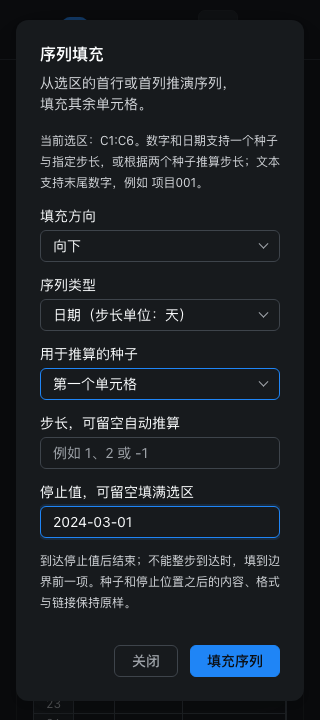 序列填充
从选区的首行或首列推演序列，
填充其余单元格。
当前选区：C1:C6。数字和日期支持一个种子
与指定步长，或根据两个种子推算步长；文本
支持末尾数字，例如 项目001。
填充方向
向下
序列类型
日期（步长单位：天）
用于推算的种子
第一个单元格
步长，可留空自动推算
例如 1、2 或 -1
停止值，可留空填满选区
2024-03-01
到达停止值后结束；不能整步到达时，填到边
界前一项。种子和停止位置之后的内容、格式
与链接保持原样。
关闭
填充序列
23